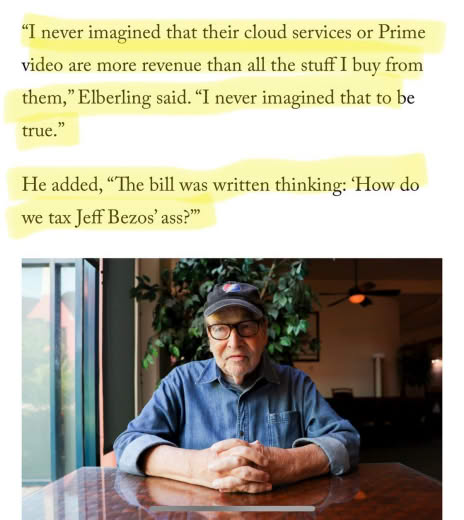 “I never imagined that their cloud services or Prime
video are more revenue than all the stuff I buy from
them,” Elberling said. “I never imagined that to be
true.”
He added, “The bill was written thinking: ‘How do
we tax Jeff Bezos’ ass?’”